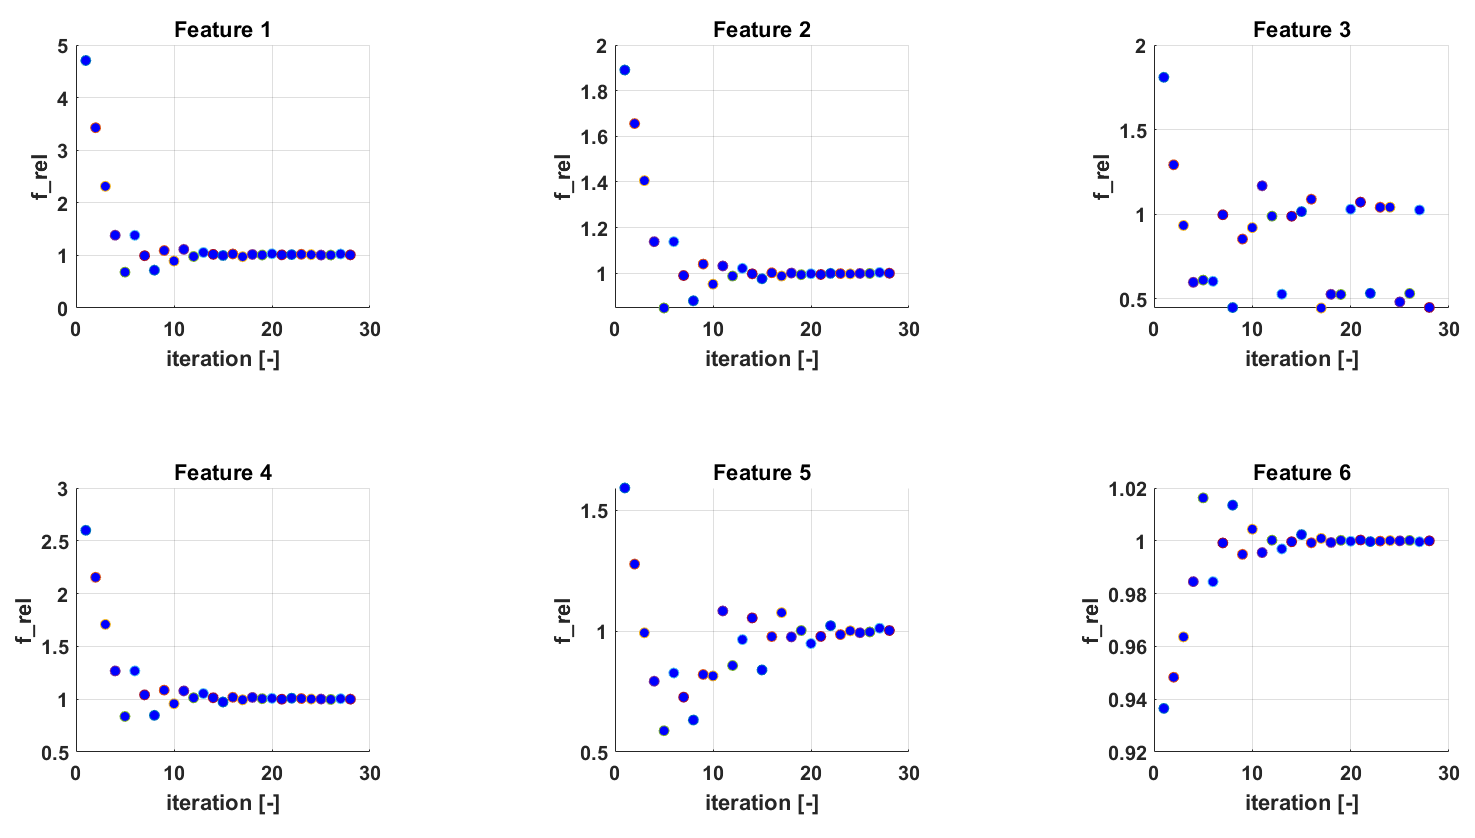 Feature 1
5
4
3
2
1
0
f_rel
0 10 20 30
iteration [-]
Feature 2
2
1.8
1.6
1.4
1.2
1
f_rel
0 10 20 30
iteration [-]
Feature 3
2
1.5
1
0.5
f_rel
0 10 20 30
iteration [-]
Feature 4
3
2.5
2
1.5
1
0.5
f_rel
0 10 20 30
iteration [-]
Feature 5
1.5
1
0.5
f_rel
0 10 20 30
iteration [-]
Feature 6
1.02
1
0.98
0.96
0.94
0.92
f_rel
0 10 20 30
iteration [-]